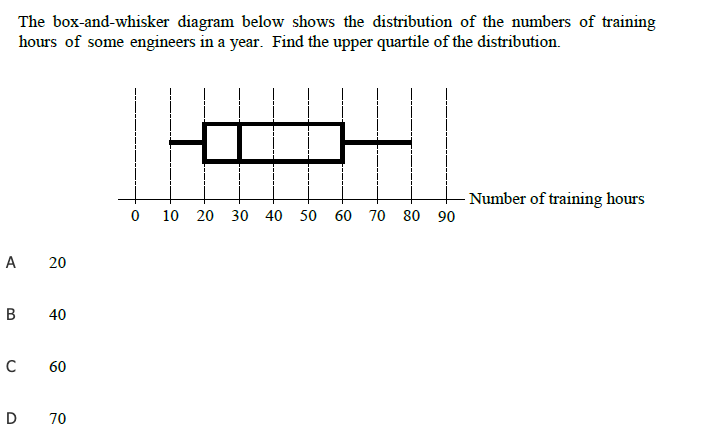 The box-and-whisker diagram below shows the distribution of the numbers of training
hours of some engineers in a year. Find the upper quartile of the distribution.
Number of training hours
0 10 20 30 40 50 60 70 80 90
A 20
B 40
C 60
D 70